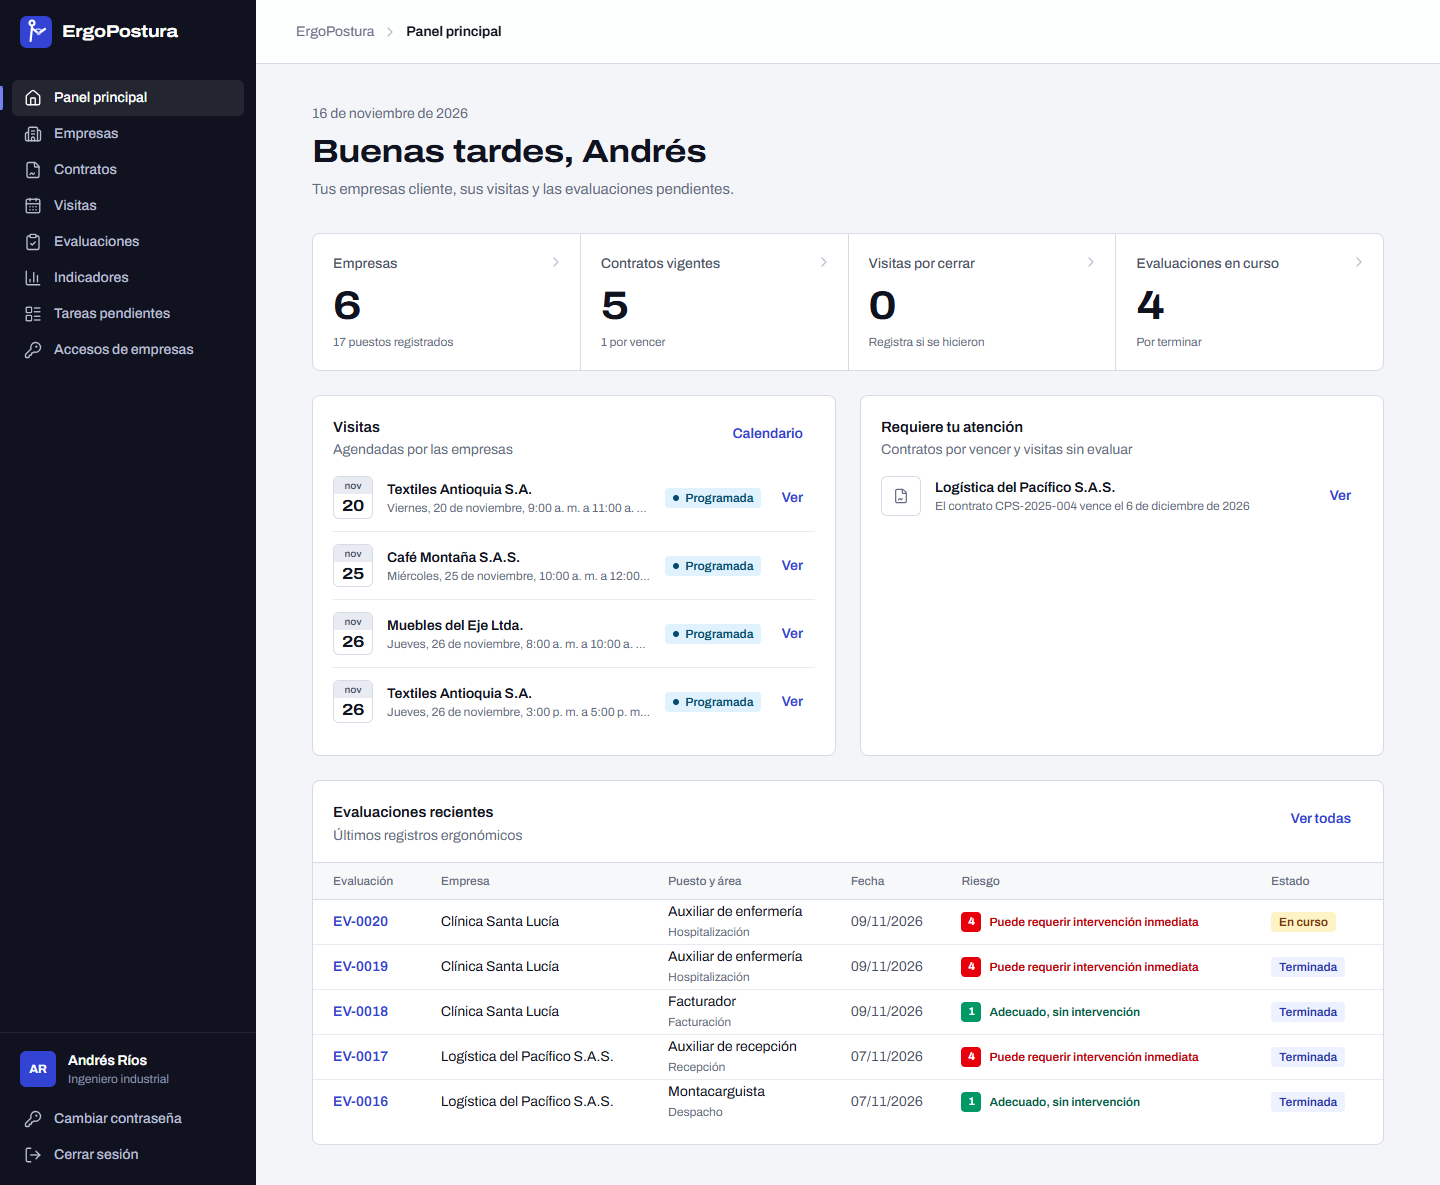 ErgoPostura
Panel principal
Empresas
Contratos
Visitas
Evaluaciones
Indicadores
Tareas pendientes
Accesos de empresas
Andrés Ríos
AR
Ingeniero industrial
Cambiar contraseña
Cerrar sesión
ErgoPostura Panel principal
16 de noviembre de 2026
Buenas tardes, Andrés
Tus empresas cliente, sus visitas y las evaluaciones pendientes.
Empresas
6
17 puestos registrados
Contratos vigentes
5
1 por vencer
Visitas por cerrar
0
Registra si se hicieron
Evaluaciones en curso
4
Por terminar
Visitas
Agendadas por las empresas
Calendario
nov
20
Textiles Antioquia S.A.
Viernes, 20 de noviembre, 9:00 a. m. a 11:00 a. ...
Programada
Ver
nov
25
Café Montaña S.A.S.
Miércoles, 25 de noviembre, 10:00 a. m. a 12:00...
Programada
Ver
nov
26
Muebles del Eje Ltda.
Jueves, 26 de noviembre, 8:00 a. m. a 10:00 a. ...
Programada
Ver
nov
26
Textiles Antioquia S.A.
Jueves, 26 de noviembre, 3:00 p. m. a 5:00 p. m...
Programada
Ver
Requiere tu atención
Contratos por vencer y visitas sin evaluar
Logística del Pacífico S.A.S.
El contrato CPS-2025-004 vence el 6 de diciembre de 2026
Ver
Evaluaciones recientes
Últimos registros ergonómicos
Ver todas
Evaluación Empresa Puesto y área Fecha Riesgo Estado
EV-0020 Clínica Santa Lucía Auxiliar de enfermería 09/11/2026 4 Puede requerir intervención inmediata En curso
Hospitalización
EV-0019 Clínica Santa Lucía Auxiliar de enfermería 09/11/2026 4 Puede requerir intervención inmediata Terminada
Hospitalización
EV-0018 Clínica Santa Lucía Facturador 09/11/2026 1 Adecuado, sin intervención Terminada
Facturación
EV-0017 Logística del Pacífico S.A.S. Auxiliar de recepción 07/11/2026 4 Puede requerir intervención inmediata Terminada
Recepción
EV-0016 Logística del Pacífico S.A.S. Montacarguista 07/11/2026 1 Adecuado, sin intervención Terminada
Despacho